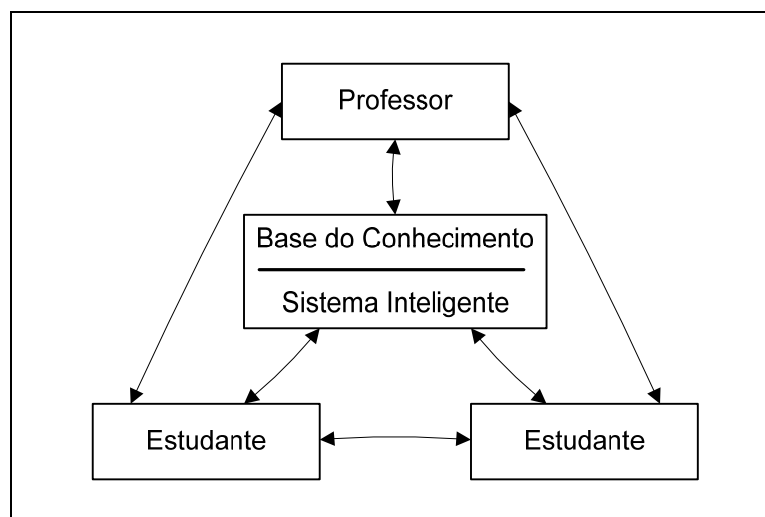 Professor
Base do Conhecimento
Sistema Inteligente
Estudante
Estudante